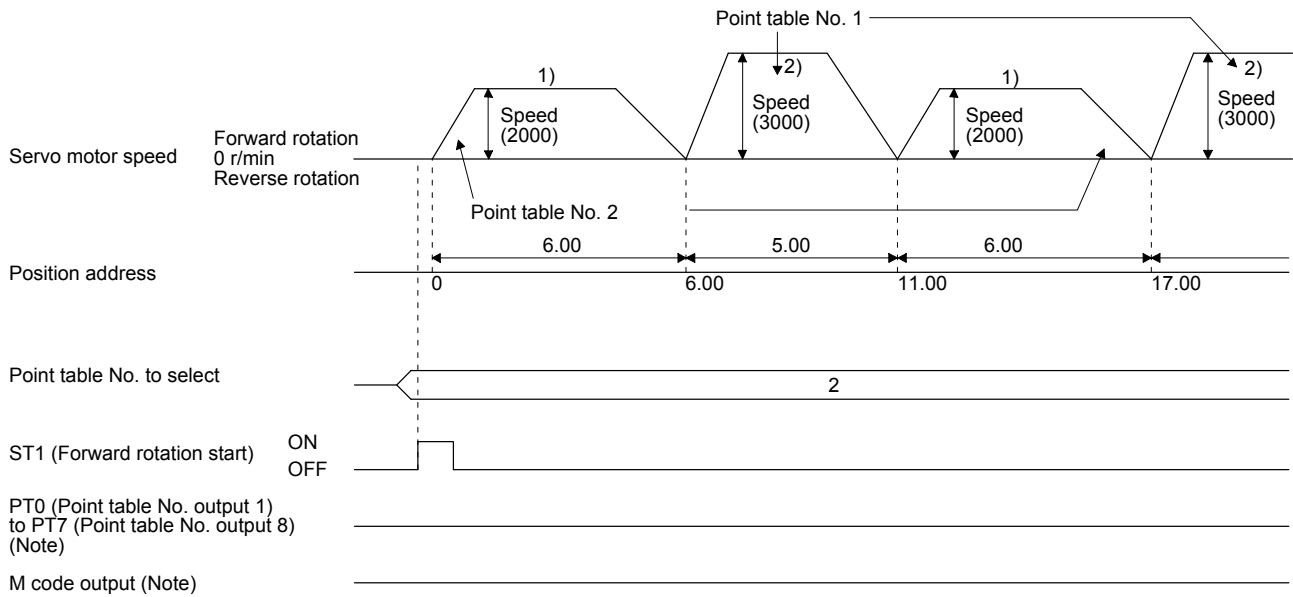 Point table No. 1
1)
2)
1)
2)
Speed
(2000)
Speed
(3000)
Speed
(2000)
Speed
(3000)
Servo motor speed
Forward rotation
0 r/min
Reverse rotation
Point table No. 2
6.00
5.00
6.00
Position address
0
6.00
11.00
17.00
Point table No. to select
2
ST1 (Forward rotation start)
ON
OFF
PT0 (Point table No. output 1)
to PT7 (Point table No. output 8)
(Note)
M code output (Note)